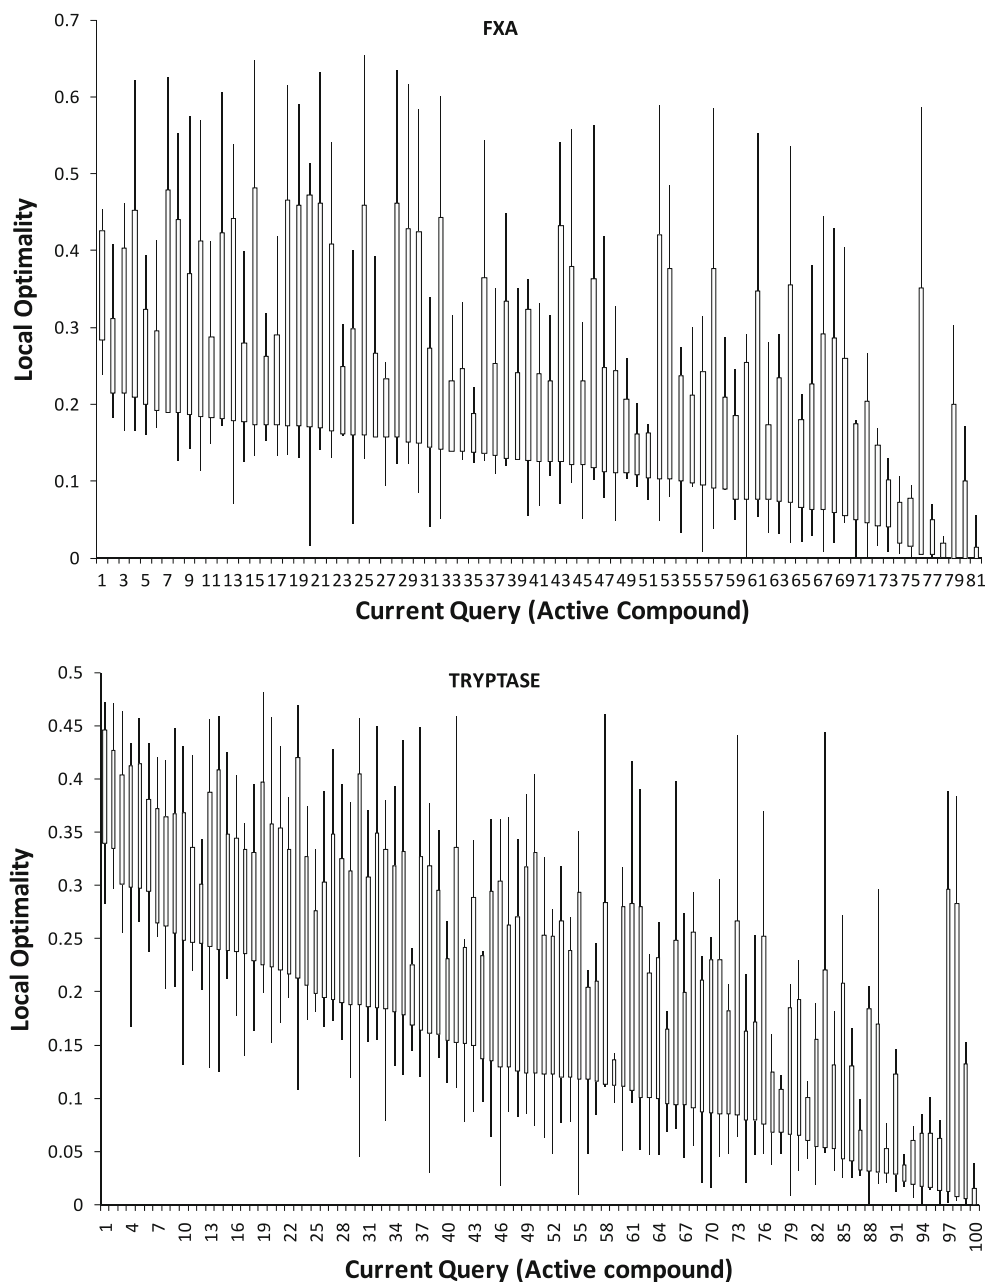 FXA
Local Optimality
0.7
0.6
0.5
0.4
0.3
0.2
0.1
0
1 3 5 7 9 11 13 15 17 19 21 23 25 27 29 31 33 35 37 39 41 43 45 47 49 51 53 55 57 59 61 63 65 67 69 71 73 75 77 79 81
Current Query (Active Compound)
TRYPTASE
Local Optimality
0.5
0.45
0.4
0.35
0.3
0.25
0.2
0.15
0.1
0.05
0
1 4 7 10 13 16 19 22 25 28 31 34 37 40 43 46 49 52 55 58 61 64 67 70 73 76 79 82 85 88 91 94 97 100
Current Query (Active compound)